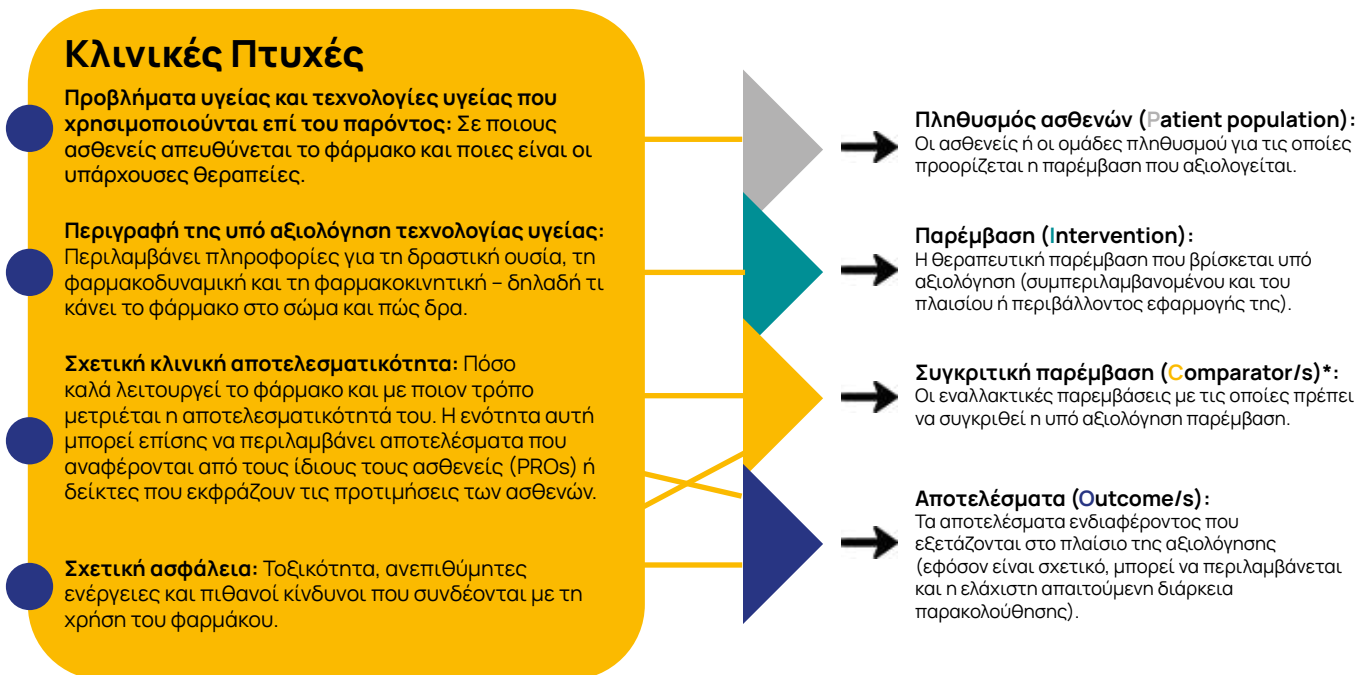 Κλινικές Πτυχές
Προβλήματα υγείας και τεχνολογίες υγείας που
χρησιμοποιούνται επί του παρόντος: Σε ποιους
ασθενείς απευθύνεται το φάρμακο και ποιες είναι οι
υπάρχουσες θεραπείες.
Περιγραφή της υπό αξιολόγηση τεχνολογίας υγείας:
Περιλαμβάνει πληροφορίες για τη δραστική ουσία, τη
φαρμακοδυναμική και τη φαρμακοκινητική – δηλαδή τι
κάνει το φάρμακο στο σώμα και πώς δρα.
Σχετική κλινική αποτελεσματικότητα: Πόσο
καλά λειτουργεί το φάρμακο και με ποιον τρόπο
μετριέται η αποτελεσματικότητά του. Η ενότητα αυτή
μπορεί επίσης να περιλαμβάνει αποτελέσματα που
αναφέρονται από τους ίδιους τους ασθενείς (PROs) ή
δείκτες που εκφράζουν τις προτιμήσεις των ασθενών.
Σχετική ασφάλεια: Τοξικότητα, ανεπιθύμητες
ενέργειες και πιθανοί κίνδυνοι που συνδέονται με τη
χρήση του φαρμάκου.
Πληθυσμός ασθενών (Patient population):
Οι ασθενείς ή οι ομάδες πληθυσμού για τις οποίες
προορίζεται η παρέμβαση που αξιολογείται.
Παρέμβαση (Intervention):
Η θεραπευτική παρέμβαση που βρίσκεται υπό
αξιολόγηση (συμπεριλαμβανομένου και του
πλαισίου ή περιβάλλοντος εφαρμογής της).
Συγκριτική παρέμβαση (Comparator/s)*:
Οι εναλλακτικές παρεμβάσεις με τις οποίες πρέπει
να συγκριθεί η υπό αξιολόγηση παρέμβαση.
Αποτελέσματα (Outcome/s):
Τα αποτελέσματα ενδιαφέροντος που
εξετάζονται στο πλαίσιο της αξιολόγησης
(εφόσον είναι σχετικό, μπορεί να περιλαμβάνεται
και η ελάχιστη απαιτούμενη διάρκεια
παρακολούθησης).